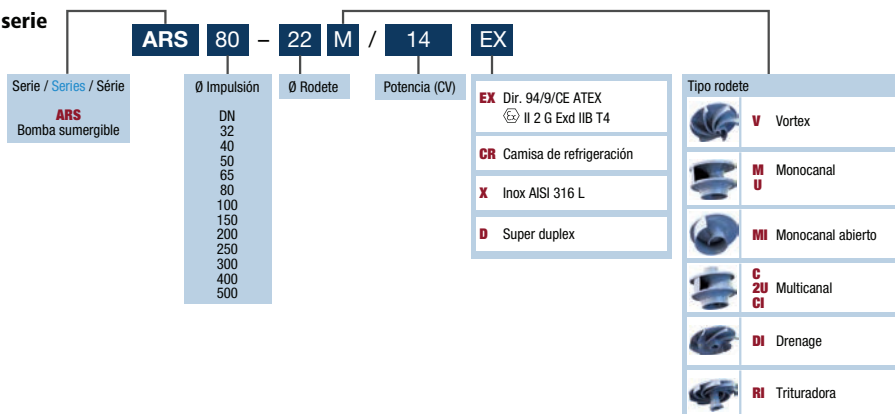 serie
ARS 80 – 22 M / 14 EX
Serie / Series / Série
ARS
Bomba sumergible
Ø Impulsión
DN
32
40
50
65
80
100
150
200
250
300
400
500
Ø Rodete
Potencia (CV)
EX Dir. 94/9/CE ATEX
Ex II 2 G Exd IIB T4
CR Camisa de refrigeración
X Inox AISI 316 L
D Super duplex
Tipo rodete
V Vortex
M Monocanal
U
MI Monocanal abierto
C
2U Multicanal
CI
DI Drenage
RI Trituradora